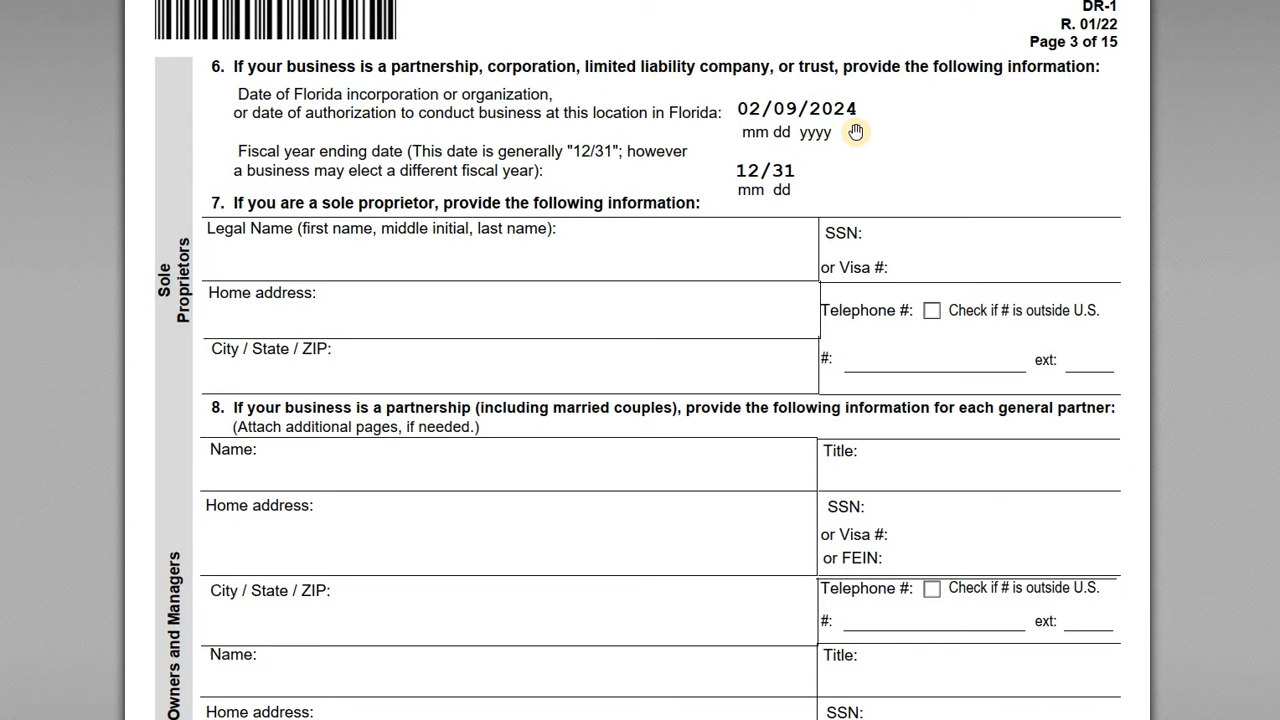 DR-1
R. 01/22
Page 3 of 15
6. If your business is a partnership, corporation, limited liability company, or trust, provide the following information:
Date of Florida incorporation or organization,
or date of authorization to conduct business at this location in Florida: 02/09/2024
mm dd yyyy
Fiscal year ending date (This date is generally "12/31"; however
a business may elect a different fiscal year): 12/31
mm dd
7. If you are a sole proprietor, provide the following information:
Sole
Proprietors
Legal Name (first name, middle initial, last name):
SSN:
or Visa #:
Home address:
Telephone #: Check if # is outside U.S.
City / State / ZIP:
#: ext:
8. If your business is a partnership (including married couples), provide the following information for each general partner:
(Attach additional pages, if needed.)
Owners and Managers
Name:
Title:
Home address:
SSN:
or Visa #:
or FEIN:
City / State / ZIP:
Telephone #: Check if # is outside U.S.
#: ext:
Name:
Title:
Home address:
SSN: